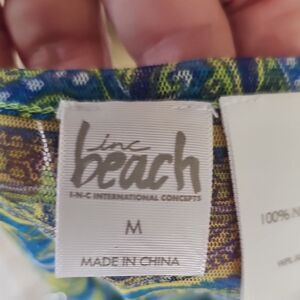 inc
beach
I·N·C INTERNATIONAL CONCEPTS
M
MADE IN CHINA
100%